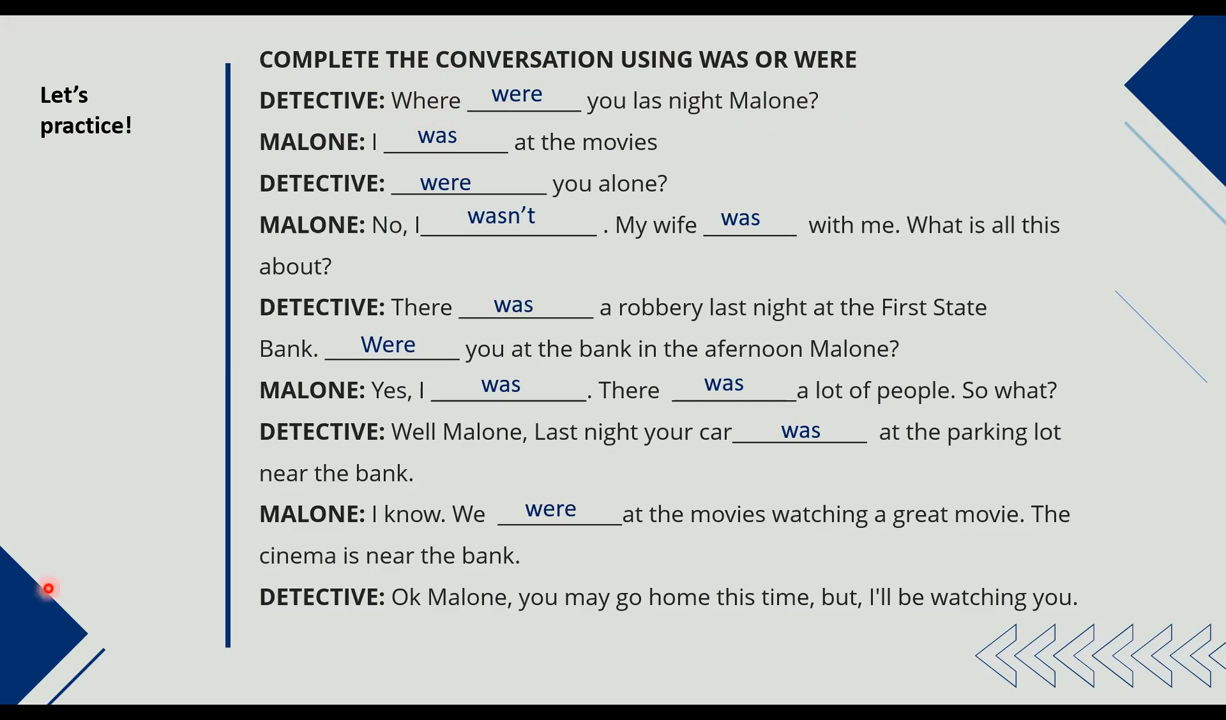 Let's
practice!
COMPLETE THE CONVERSATION USING WAS OR WERE
DETECTIVE: Where were you las night Malone?
MALONE: I was at the movies
DETECTIVE: were you alone?
MALONE: No, I wasn't . My wife was with me. What is all this
about?
DETECTIVE: There was a robbery last night at the First State
Bank. Were you at the bank in the afernoon Malone?
MALONE: Yes, I was. There was a lot of people. So what?
DETECTIVE: Well Malone, Last night your car was at the parking lot
near the bank.
MALONE: I know. We were at the movies watching a great movie. The
cinema is near the bank.
DETECTIVE: Ok Malone, you may go home this time, but, I'll be watching you.